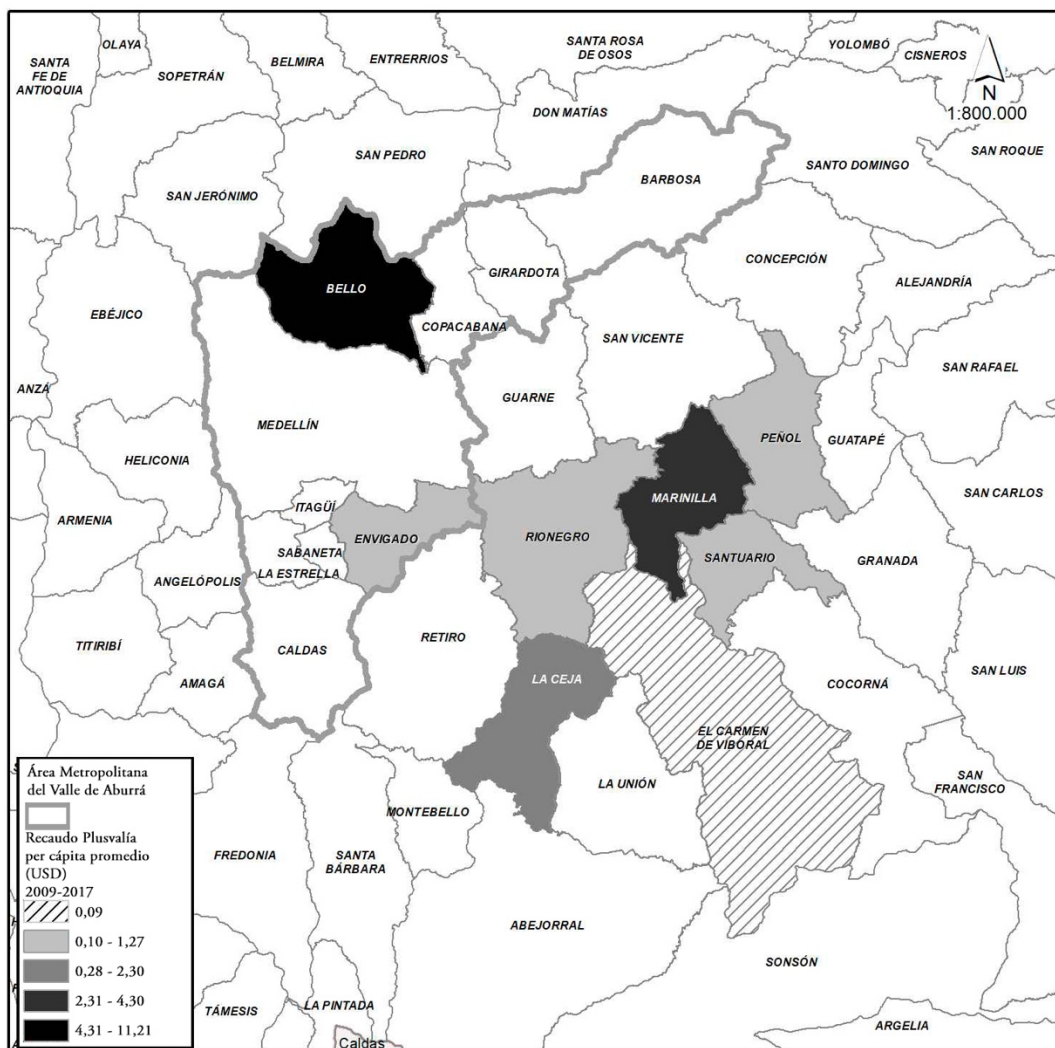 OLAYA
SANTA
FE DE
ANTIOQUIA
SOPETRÁN
BELMIRA
ENTRERRIOS
SANTA ROSA
DE OSOS
YOLOMBÓ
CISNEROS
N
1:800.000
DON MATÍAS
SAN PEDRO
SAN JERÓNIMO
BARBOSA
SANTO DOMINGO
SAN ROQUE
EBÉJICO
BELLO
GIRARDOTA
COPACABANA
CONCEPCIÓN
ALEJANDRÍA
SAN VICENTE
SAN RAFAEL
ANZÁ
GUARNE
MEDELLÍN
HELICONIA
PEÑOL
GUATAPÉ
MARINILLA
SAN CARLOS
ITAGÜÍ
ARMENIA
ENVIGADO
RIONEGRO
SABANETA
SANTUARIO
GRANADA
LA ESTRELLA
ANGELÓPOLIS
TITIRIBÍ
CALDAS
RETIRO
AMAGÁ
LA CEJA
COCORNÁ
SAN LUIS
EL CARMEN
DE VIBORAL
LA UNIÓN
SAN
FRANCISCO
MONTEBELLO
FREDONIA
SANTA
BÁRBARA
ABEJORRAL
SONSÓN
TÁMESIS
LA PINTADA
ARGELIA
Caldas
Área Metropolitana
del Valle de Aburrá
Recaudo Plusvalía
per cápita promedio
(USD)
2009-2017
0,09
0,10 - 1,27
0,28 - 2,30
2,31 - 4,30
4,31 - 11,21